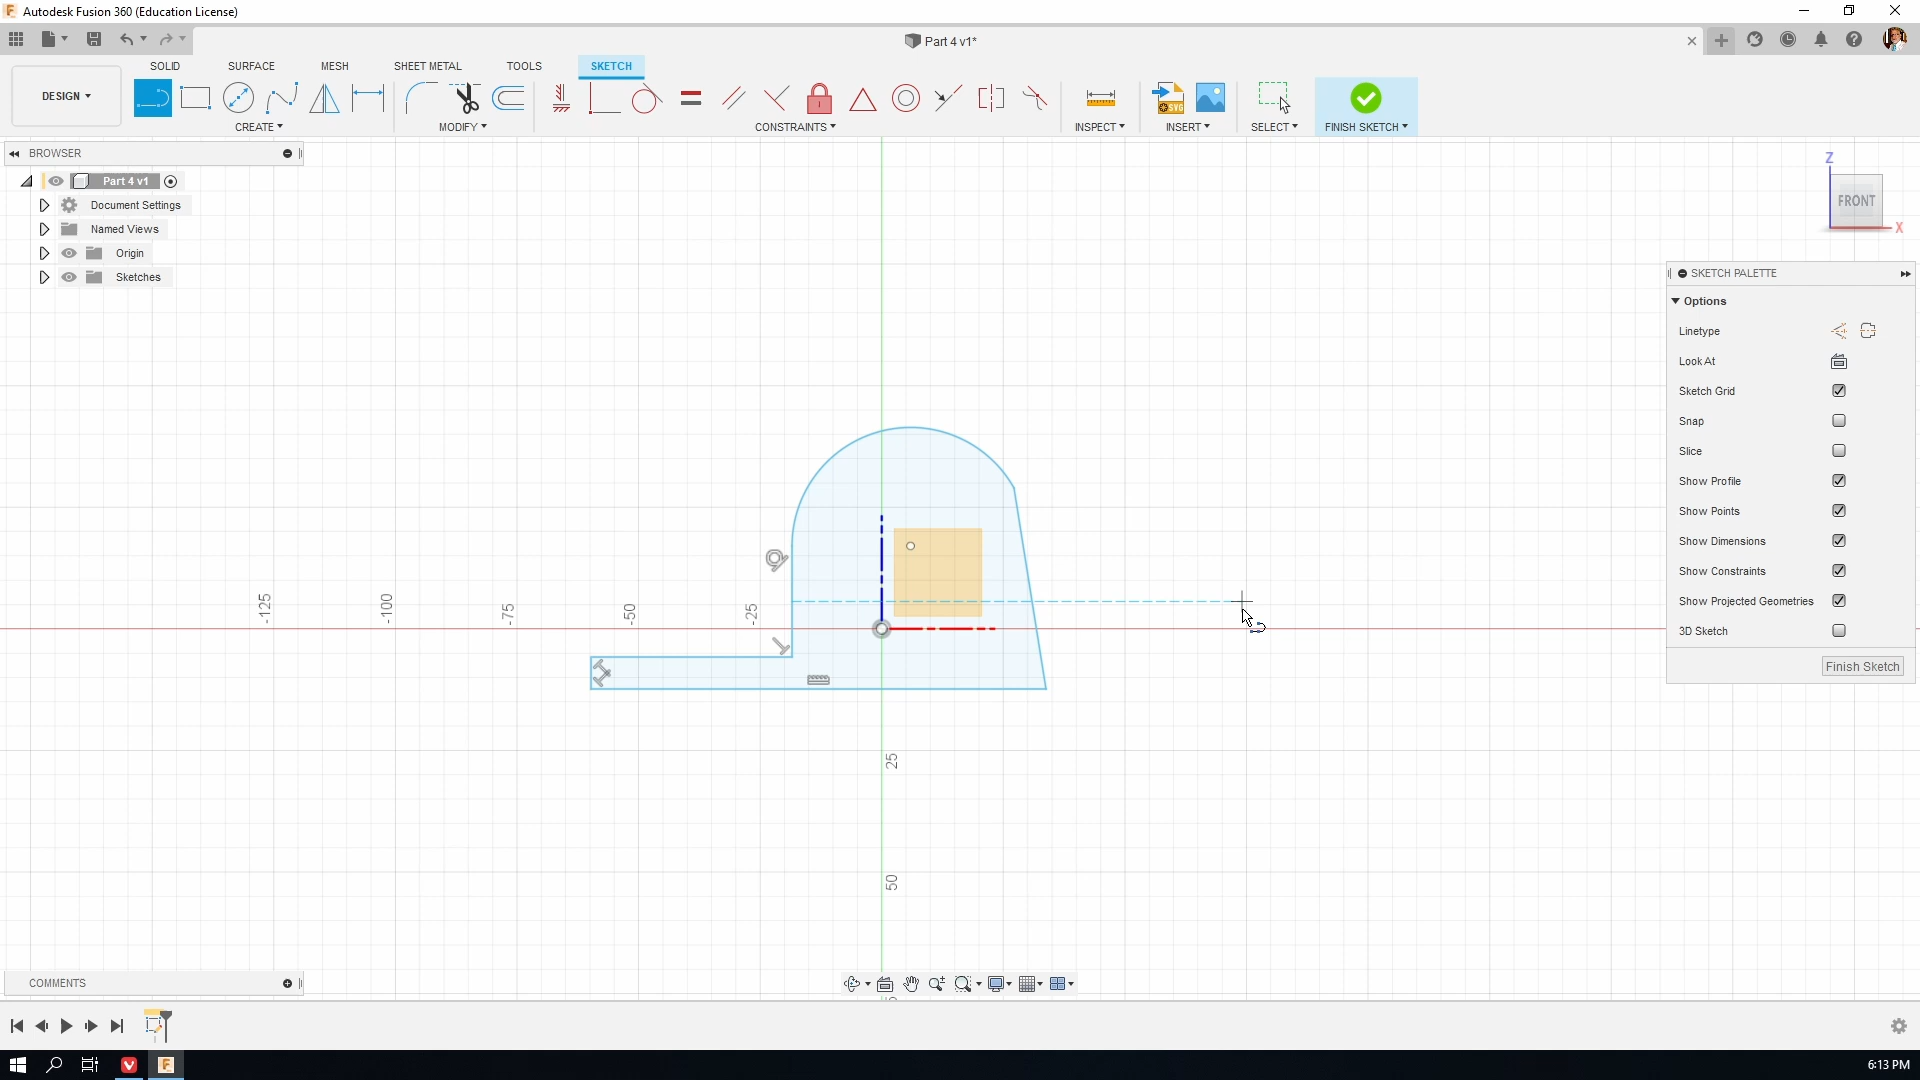 Autodesk Fusion 360 (Education License)
Part 4 v1*
SOLID SURFACE MESH SHEET METAL TOOLS SKETCH
DESIGN
SVG
CREATE MODIFY CONSTRAINTS INSPECT INSERT SELECT FINISH SKETCH
BROWSER
Part 4 v1
Document Settings
Named Views
Origin
Sketches
Z
FRONT
X
SKETCH PALETTE
Options
Linetype
Look At
Sketch Grid
Snap
Slice
Show Profile
Show Points
Show Dimensions
Show Constraints
Show Projected Geometries
3D Sketch
Finish Sketch
-125 -100 -75 -50 -25
25
50
COMMENTS
6:13 PM